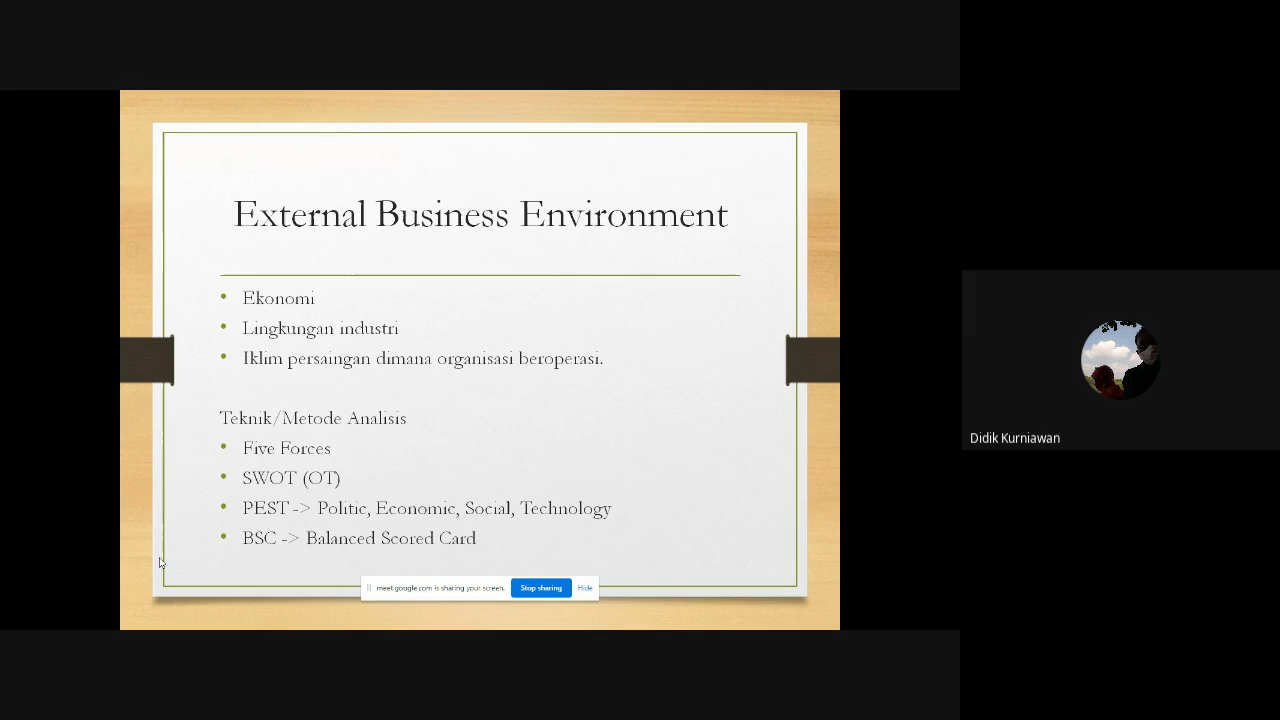 External Business Environment
• Ekonomi
• Lingkungan industri
• Iklim persaingan dimana organisasi beroperasi.
Teknik/Metode Analisis
• Five Forces
• SWOT (OT)
• PEST -> Politic, Economic, Social, Technology
• BSC -> Balanced Scored Card
meet.google.com is sharing your screen. Stop sharing Hide
Didik Kurniawan